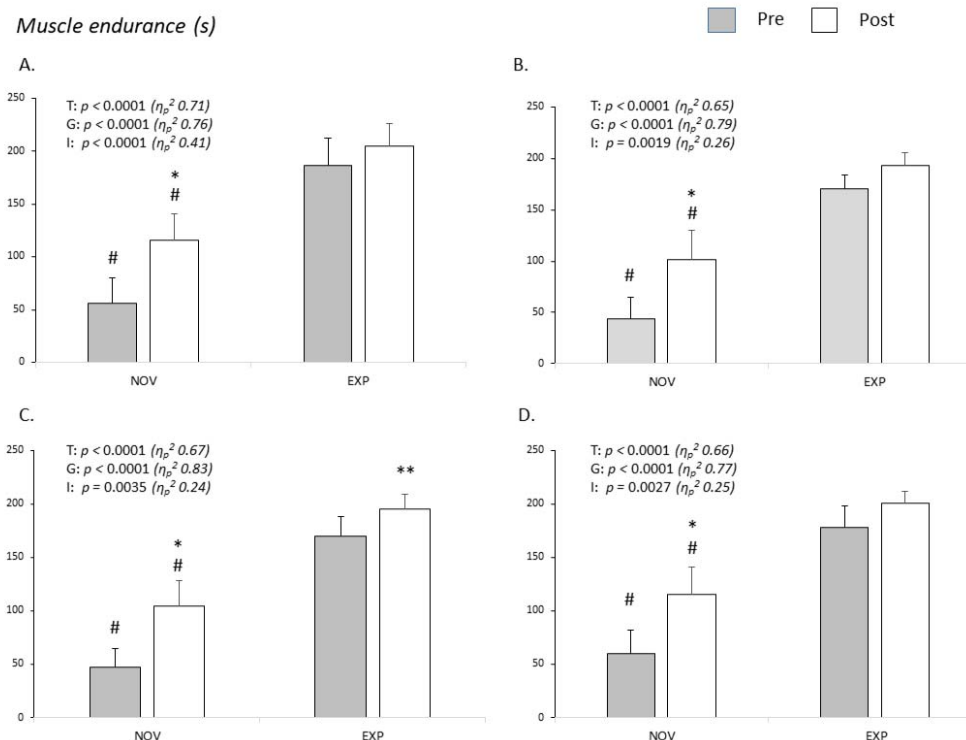 Muscle endurance (s)
Pre Post
A.
T: p < 0.0001 (ηp² 0.71)
G: p < 0.0001 (ηp² 0.76)
I: p < 0.0001 (ηp² 0.41)
250
200
150
100
50
0
#
*
#
NOV EXP
B.
T: p < 0.0001 (ηp² 0.65)
G: p < 0.0001 (ηp² 0.79)
I: p = 0.0019 (ηp² 0.26)
250
200
150
100
50
0
#
*
#
NOV EXP
C.
T: p < 0.0001 (ηp² 0.67)
G: p < 0.0001 (ηp² 0.83)
I: p = 0.0035 (ηp² 0.24)
250
200
150
100
50
0
#
*
#
**
NOV EXP
D.
T: p < 0.0001 (ηp² 0.66)
G: p < 0.0001 (ηp² 0.77)
I: p = 0.0027 (ηp² 0.25)
250
200
150
100
50
0
#
*
#
NOV EXP